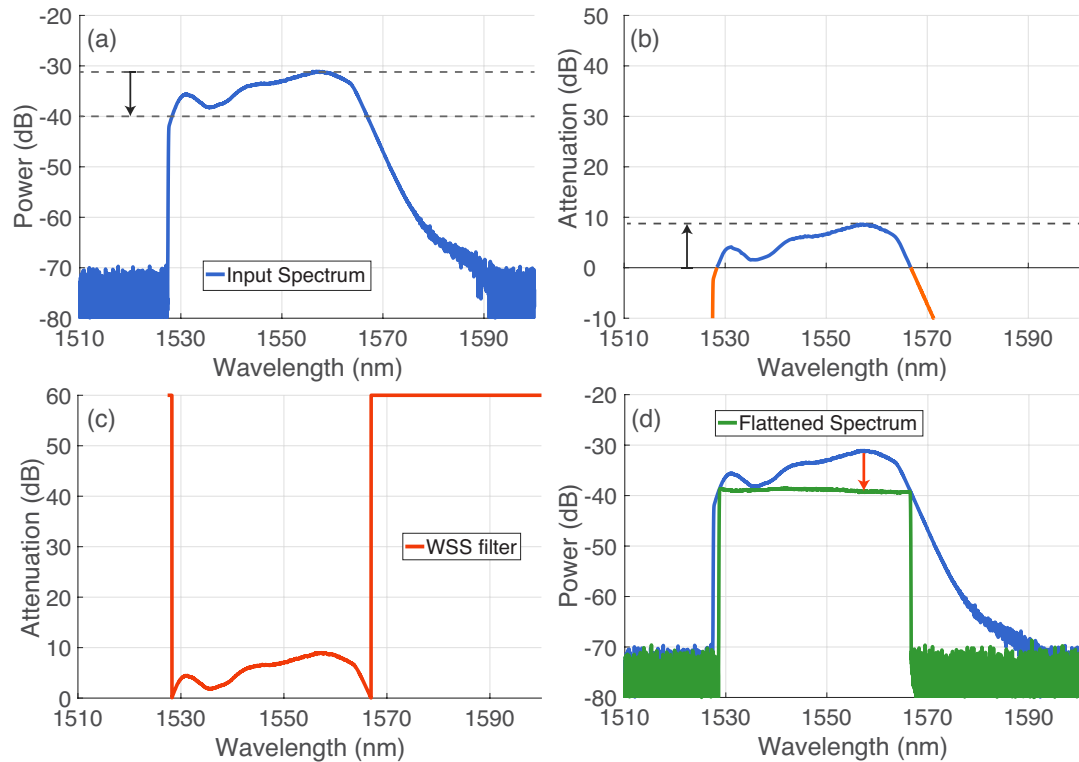 (a)
-20
-30
-40
-50
-60
-70
-80
Power (dB)
Input Spectrum
1510 1530 1550 1570 1590
Wavelength (nm)
(b)
50
40
30
20
10
0
-10
Attenuation (dB)
1510 1530 1550 1570 1590
Wavelength (nm)
(c)
60
50
40
30
20
10
0
Attenuation (dB)
WSS filter
1510 1530 1550 1570 1590
Wavelength (nm)
(d)
-20
-30
-40
-50
-60
-70
-80
Power (dB)
Flattened Spectrum
1510 1530 1550 1570 1590
Wavelength (nm)